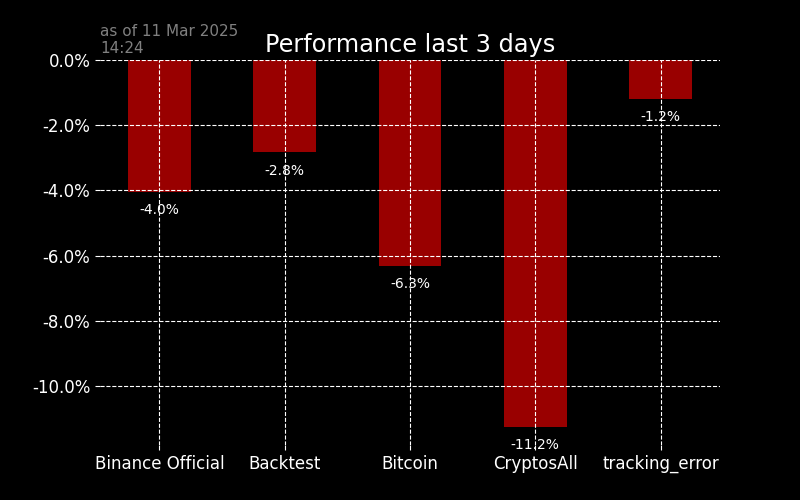 as of 11 Mar 2025
14:24
Performance last 3 days
0.0%
-2.0%
-4.0%
-6.0%
-8.0%
-10.0%
-4.0%
-2.8%
-6.3%
-11.2%
-1.2%
Binance Official
Backtest
Bitcoin
CryptosAll
tracking_error